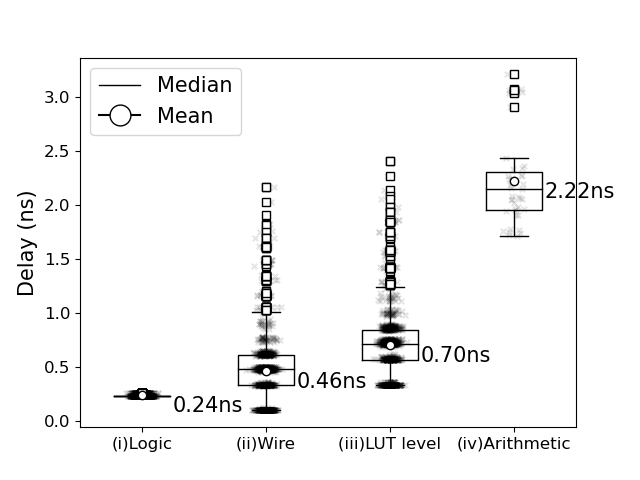 Median
Mean
Delay (ns)
3.0
2.5
2.0
1.5
1.0
0.5
0.0
0.24ns
0.46ns
0.70ns
2.22ns
(i)Logic
(ii)Wire
(iii)LUT level
(iv)Arithmetic